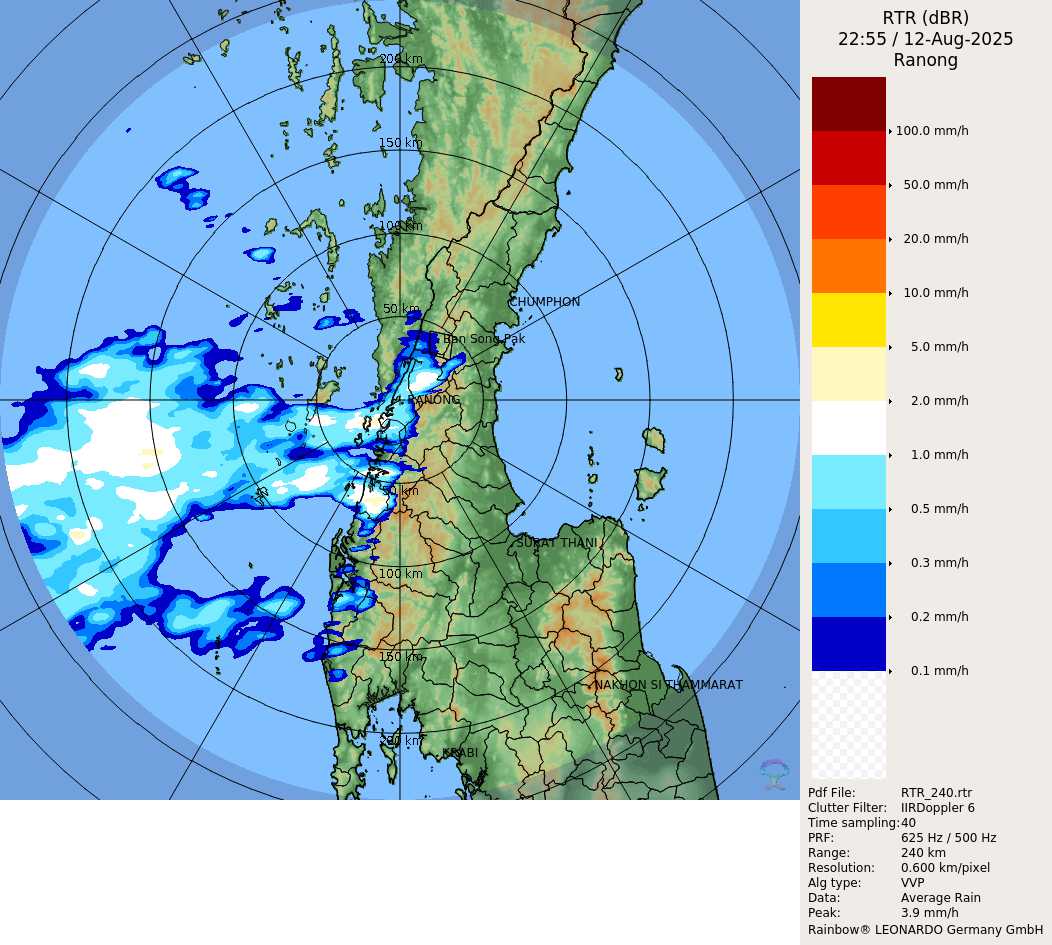 RTR (dBR)
22:55 / 12-Aug-2025
Ranong
200 km
150 km
100 km
50 km
CHUMPHON
Ban Song Pak
RANONG
50 km
SURAT THANI
100 km
150 km
NAKHON SI THAMMARAT
200 km
KRABI
100.0 mm/h
50.0 mm/h
20.0 mm/h
10.0 mm/h
5.0 mm/h
2.0 mm/h
1.0 mm/h
0.5 mm/h
0.3 mm/h
0.2 mm/h
0.1 mm/h
Pdf File: RTR_240.rtr
Clutter Filter: IIRDoppler 6
Time sampling:40
PRF: 625 Hz / 500 Hz
Range: 240 km
Resolution: 0.600 km/pixel
Alg type: VVP
Data: Average Rain
Peak: 3.9 mm/h
Rainbow® LEONARDO Germany GmbH